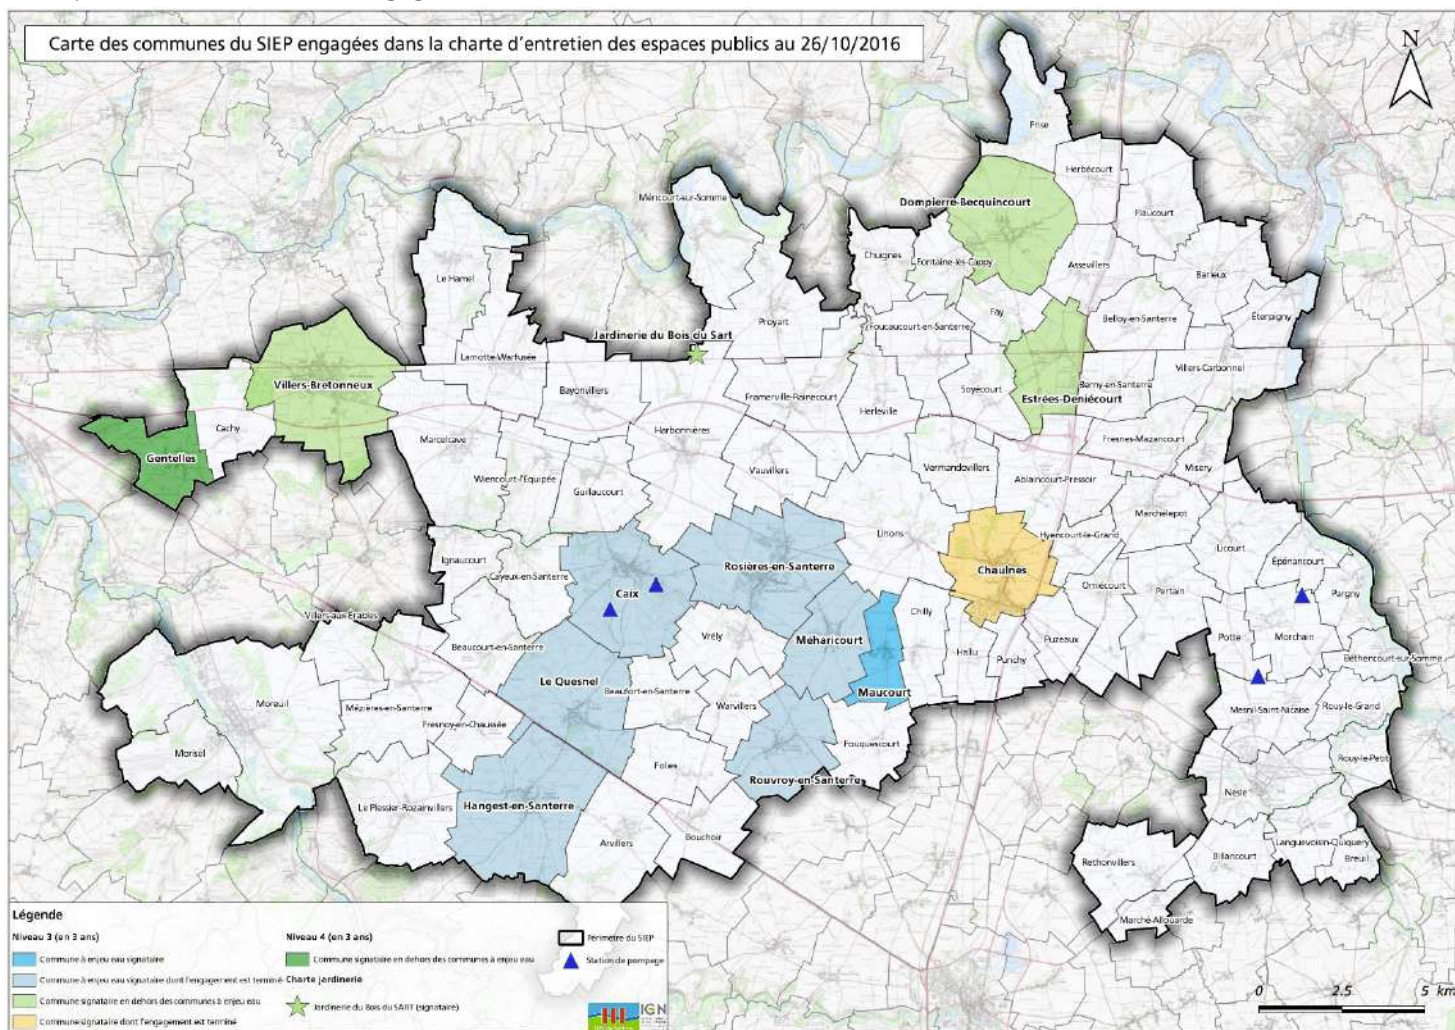 Carte des communes du SIEP engagées dans la charte d'entretien des espaces publics au 26/10/2016
N
Frise
Herbécourt
Méricourt-sur-Somme
Dompierre-Becquincourt
Flaucourt
Chuignes
Fontaine-lès-Cappy
Assevillers
Barleux
Le Hamel
Fay
Belloy-en-Santerre
Éterpigny
Proyart
Foucaucourt-en-Santerre
Jardinerie du Bois du Sart
Lamotte-Warfusée
Villers-Carbonnel
Villers-Bretonneux
Bayonvilliers
Framerville-Rainecourt
Soyécourt
Berny-en-Santerre
Estrées-Deniécourt
Herleville
Cachy
Marcelcave
Harbonnières
Fresnes-Mazancourt
Gentelles
Vauvillers
Vermandovillers
Misery
Wiencourt-l'Équipée
Guillaucourt
Ablaincourt-Pressoir
Marchélepot
Lihons
Hyencourt-le-Grand
Licourt
Ignaucourt
Épénancourt
Cayeux-en-Santerre
Rosières-en-Santerre
Chaulnes
Omiécourt
Pertain
Caix
Pargny
Villers-aux-Érables
Chilly
Vrély
Méharicourt
Puzeaux
Potte
Morchain
Beaucourt-en-Santerre
Hallu
Punchy
Béthencourt-sur-Somme
Le Quesnel
Beaufort-en-Santerre
Maucourt
Moreuil
Mézières-en-Santerre
Warvillers
Mesnil-Saint-Nicaise
Rouy-le-Grand
Fresnoy-en-Chaussée
Morisel
Fouquescourt
Rouy-le-Petit
Folies
Rouvroy-en-Santerre
Nesle
Le Plessier-Rozainvillers
Hangest-en-Santerre
Arvillers
Bouchoir
Languevoisin-Quiquery
Rethonvillers
Billancourt
Breuil
Marché-Allouarde
Légende
Niveau 3 (en 3 ans)
Commune à enjeu eau signataire
Commune à enjeu eau signataire dont l'engagement est terminé
Commune signataire en dehors des communes à enjeu eau
Commune signataire dont l'engagement est terminé
Niveau 4 (en 3 ans)
Commune signataire en dehors des communes à enjeu eau
Charte jardinerie
Jardinerie du Bois du SART (signataire)
Périmètre du SIEP
Station de pompage
IGN
0 2.5 5 km